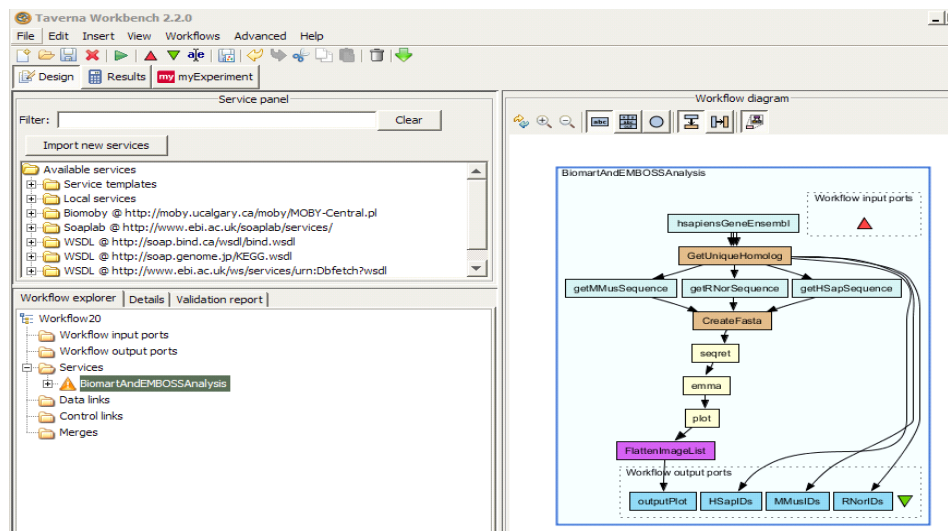 Taverna Workbench 2.2.0
File Edit Insert View Workflows Advanced Help
a/e
Design Results my myExperiment
Service panel
Filter: Clear
Import new services
Available services
Service templates
Local services
Biomoby @ http://moby.ucalgary.ca/moby/MOBY-Central.pl
Soaplab @ http://www.ebi.ac.uk/soaplab/services/
WSDL @ http://soap.bind.ca/wsdl/bind.wsdl
WSDL @ http://soap.genome.jp/KEGG.wsdl
WSDL @ http://www.ebi.ac.uk/ws/services/urn:Dbfetch?wsdl
Workflow explorer Details Validation report
Workflow20
Workflow input ports
Workflow output ports
Services
BiomartAndEMBOSSAnalysis
Data links
Control links
Merges
Workflow diagram
abc
BiomartAndEMBOSSAnalysis
Workflow input ports
hsapiensGeneEnsembl
GetUniqueHomolog
getMMusSequence getRNorSequence getHSapSequence
CreateFasta
seqret
emma
plot
FlattenImageList
Workflow output ports
outputPlot HSapIDs MMusIDs RNorIDs